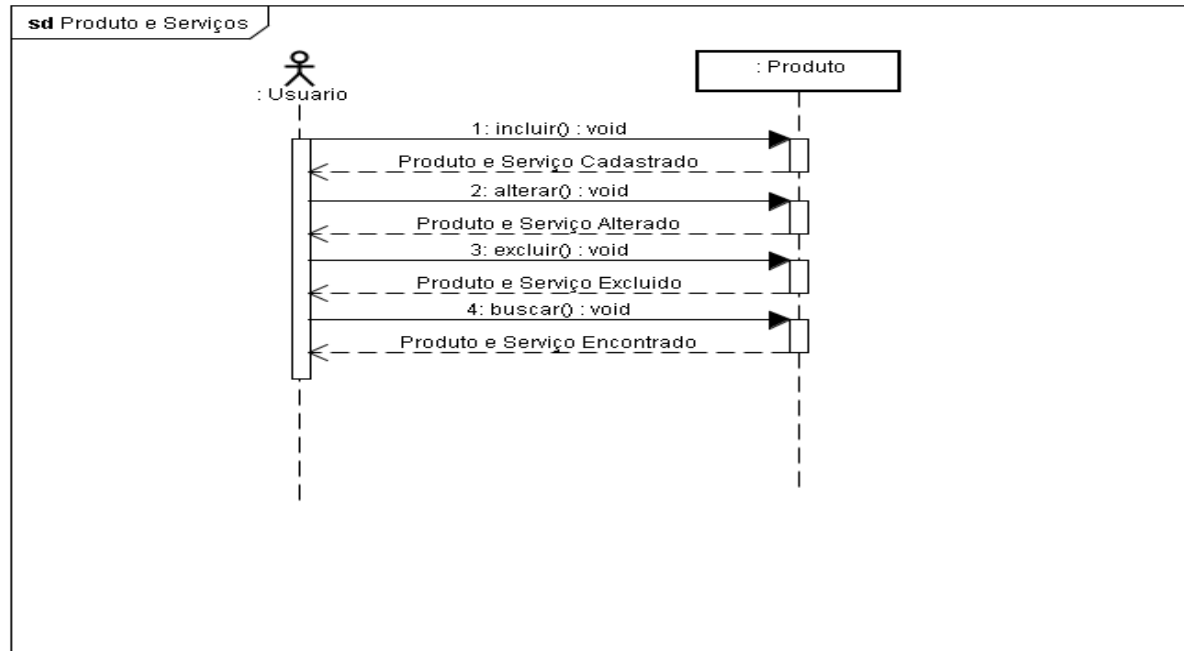 sd Produto e Serviços
: Usuario
: Produto
1: incluir() : void
Produto e Serviço Cadastrado
2: alterar() : void
Produto e Serviço Alterado
3: excluir() : void
Produto e Serviço Excluido
4: buscar() : void
Produto e Serviço Encontrado